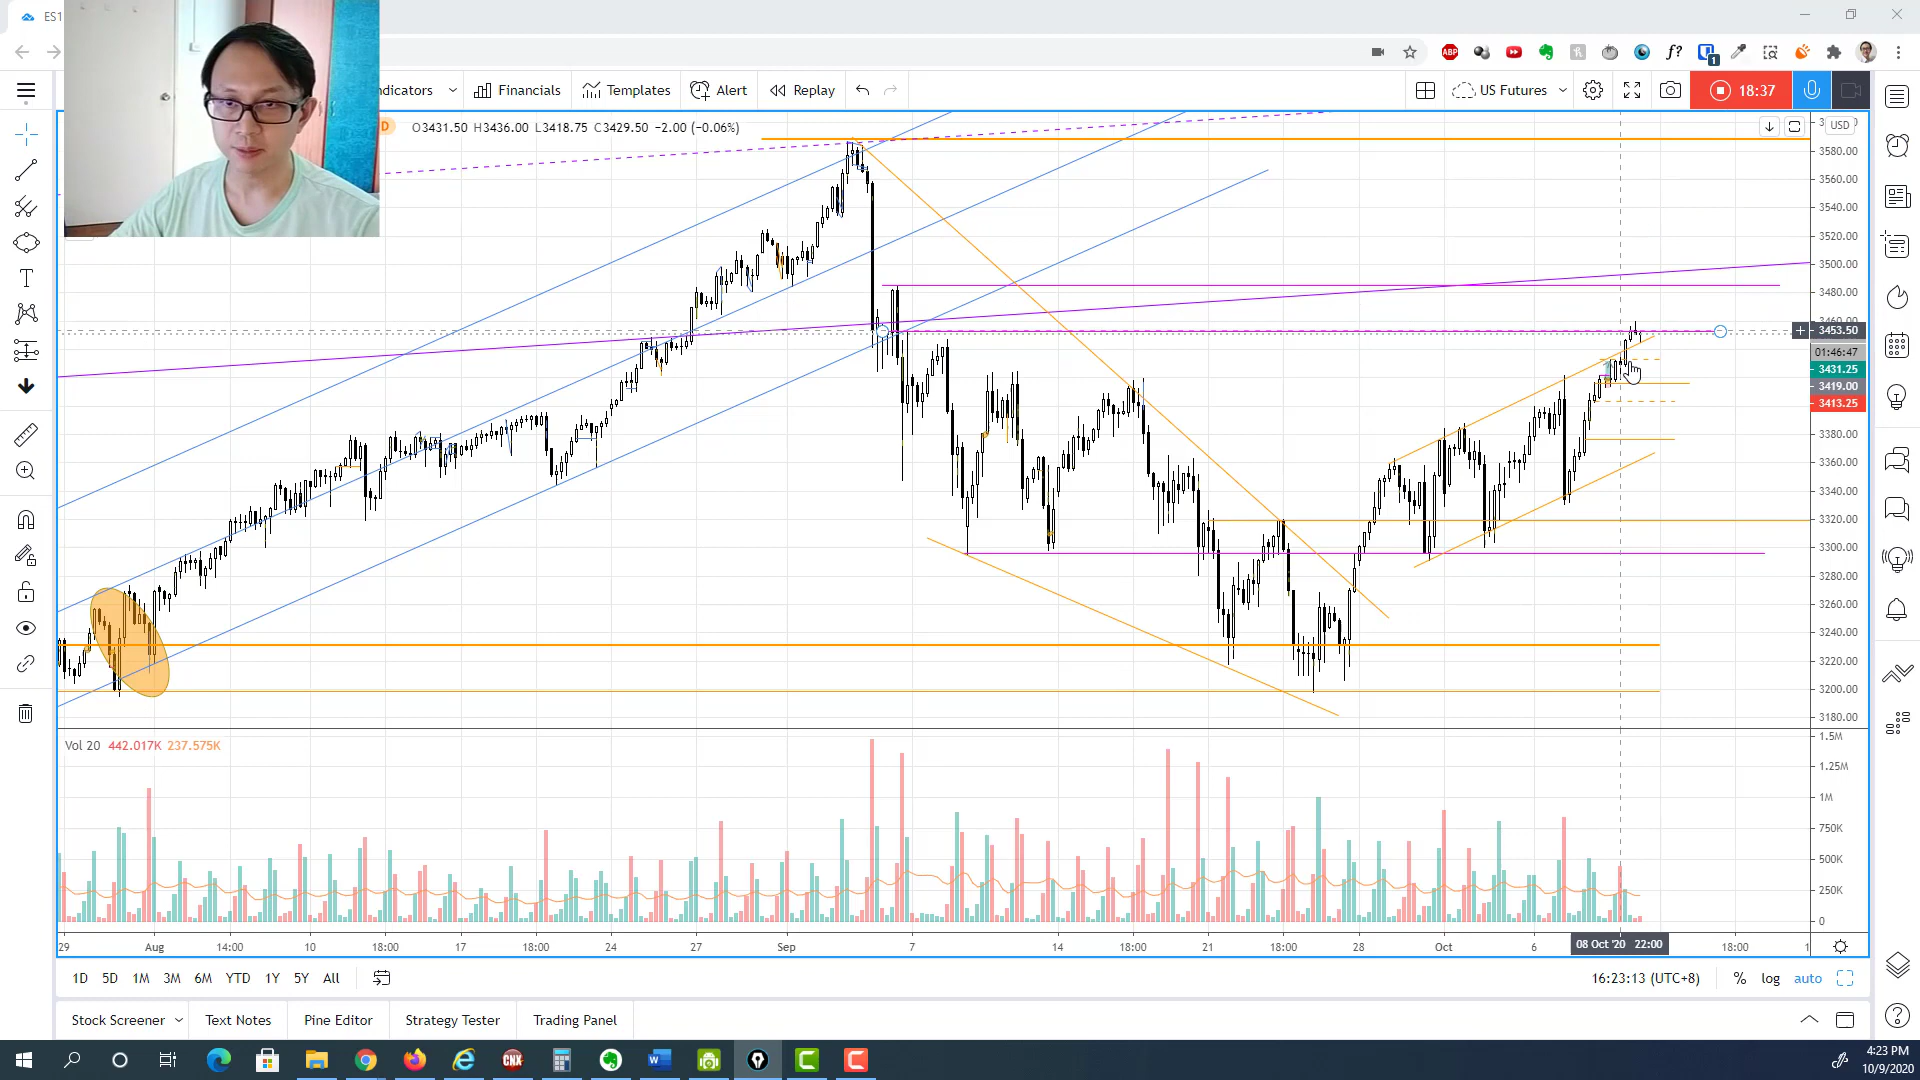 ES1
ABP
f?
1
ndicators
Financials
Templates
Alert
Replay
US Futures
18:37
D O3431.50 H3436.00 L3418.75 C3429.50 −2.00 (−0.06%)
USD
3580.00
3560.00
3540.00
3520.00
3500.00
3480.00
3453.50
01:46:47
3431.25
3419.00
3413.25
3380.00
3360.00
3340.00
3320.00
3300.00
3280.00
3260.00
3240.00
3220.00
3200.00
3180.00
Vol 20 442.017K 237.575K
1.5M
1.25M
1M
750K
500K
250K
0
29 Aug 14:00 10 18:00 17 18:00 24 27 Sep 7 14 18:00 21 18:00 28 Oct 6 08 Oct '20 22:00 18:00 1
1D 5D 1M 3M 6M YTD 1Y 5Y All
16:23:13 (UTC+8) % log auto
Stock Screener Text Notes Pine Editor Strategy Tester Trading Panel
CNX
4:23 PM
10/9/2020